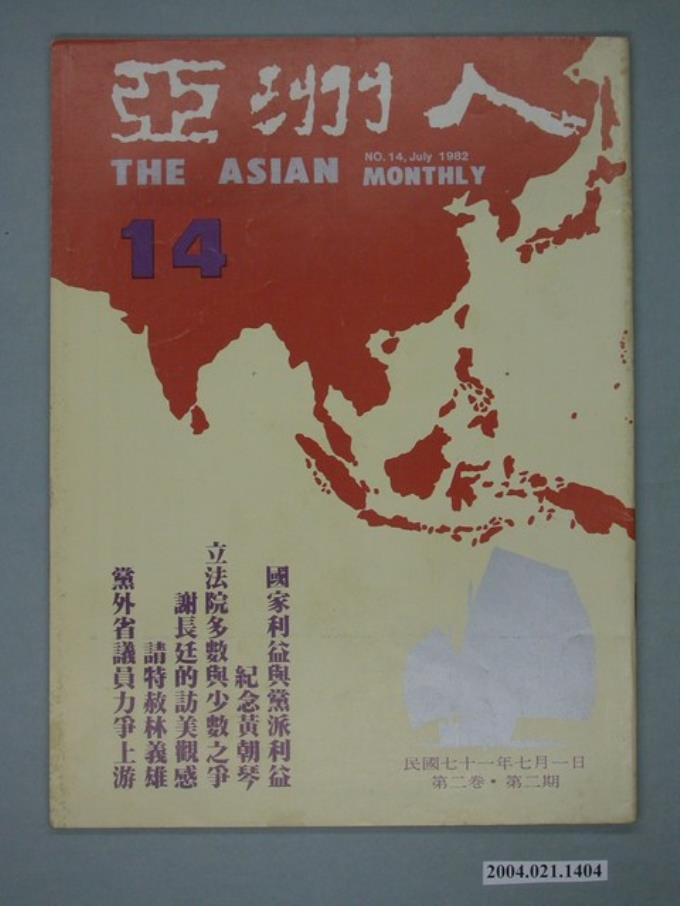 亞洲人
NO. 14, July 1982
THE ASIAN MONTHLY
14
國家利益與黨派利益
紀念黃朝琴
立法院多數與少數之爭
謝長廷的訪美觀感
請特赦林義雄
黨外省議員力爭上游
民國七十一年七月一日
第二卷・第二期
2004.021.1404